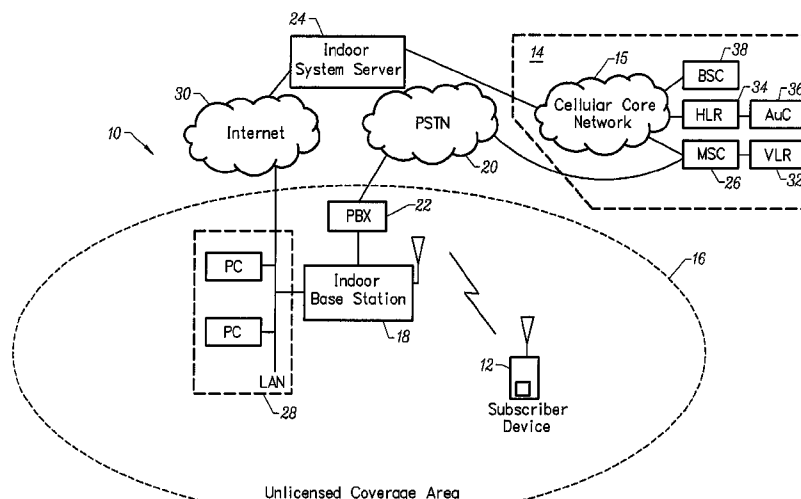 24
Indoor
System Server
14
15
38
BSC
30
34
36
Cellular Core
Network
HLR
AuC
Internet
PSTN
10
20
MSC
VLR
26
32
PBX
22
16
PC
Indoor
Base Station
18
PC
12
LAN
28
Subscriber
Device
Unlicensed Coverage Area